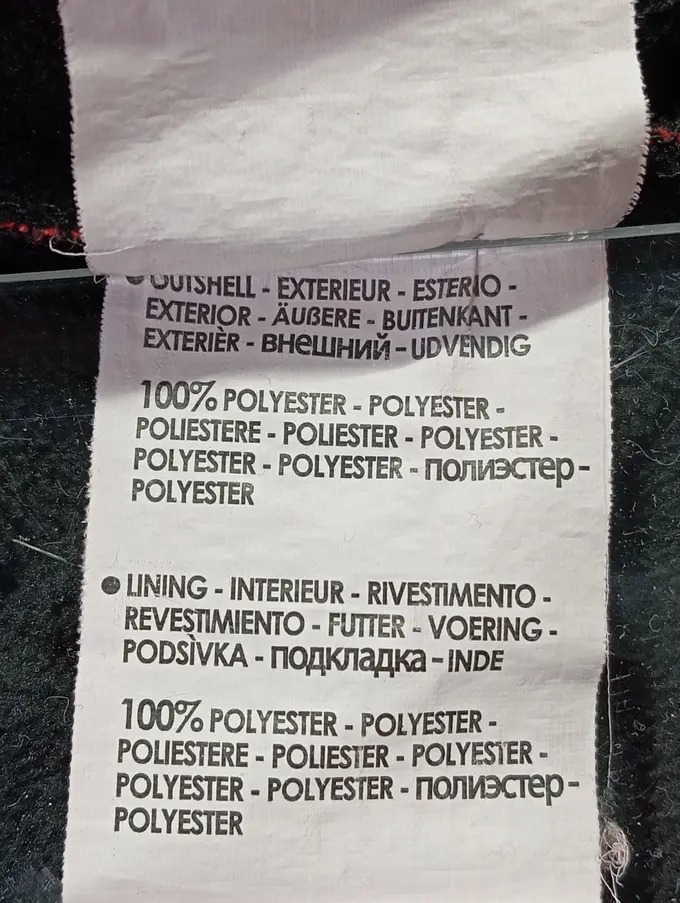 ● OUTSHELL - EXTERIEUR - ESTERIO -
EXTERIOR - ÄUßERE - BUITENKANT -
EXTERIÈR - внешний - UDVENDIG
100% POLYESTER - POLYESTER -
POLIESTERE - POLIESTER - POLYESTER -
POLYESTER - POLYESTER - полиэстер -
POLYESTER
● LINING - INTERIEUR - RIVESTIMENTO -
REVESTIMIENTO - FUTTER - VOERING -
PODSÌVKA - подкладка - INDE
100% POLYESTER - POLYESTER -
POLIESTERE - POLIESTER - POLYESTER -
POLYESTER - POLYESTER - полиэстер -
POLYESTER